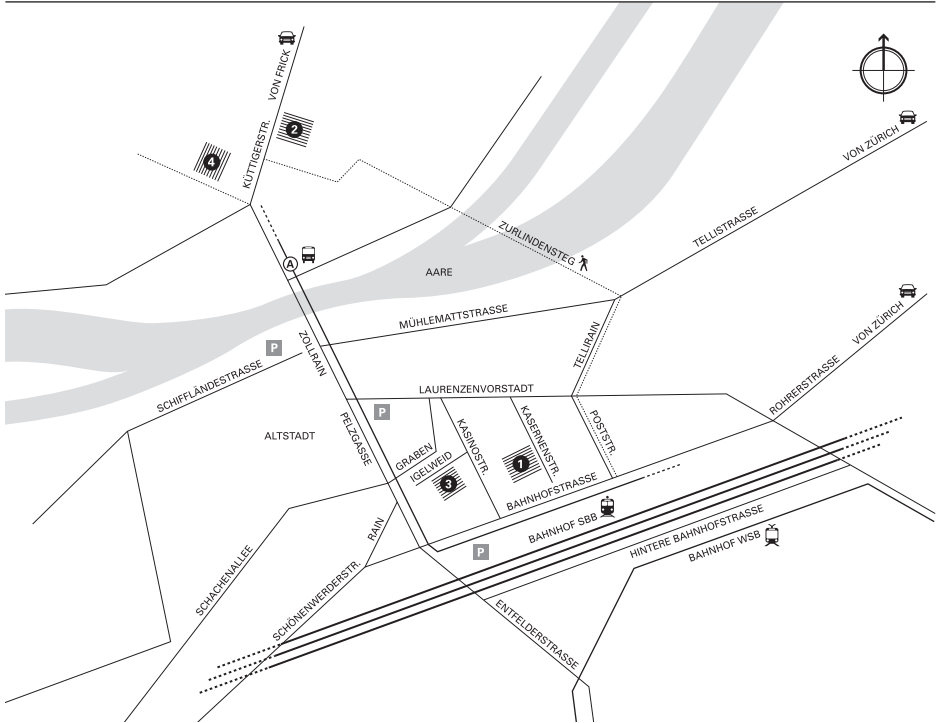 VON FRICK
2
4
KÜTTIGERSTR.
VON ZÜRICH
TELLISTRASSE
ZURLINDENSTEG
A
AARE
VON ZÜRICH
MÜHLEMATTSTRASSE
ZOLLRAIN
P
TELLIRAIN
SCHIFFLÄNDESTRASSE
LAURENZENVORSTADT
ROHRERSTRASSE
P
ALTSTADT
PELZGASSE
KASINOSTR.
KASERNENSTR.
POSTSTR.
GRABEN
IGELWEID
1
3
BAHNHOFSTRASSE
BAHNHOF SBB
RAIN
P
HINTERE BAHNHOFSTRASSE
BAHNHOF WSB
SCHACHENALLEE
SCHÖNENWERDERSTR.
ENTFELDERSTRASSE